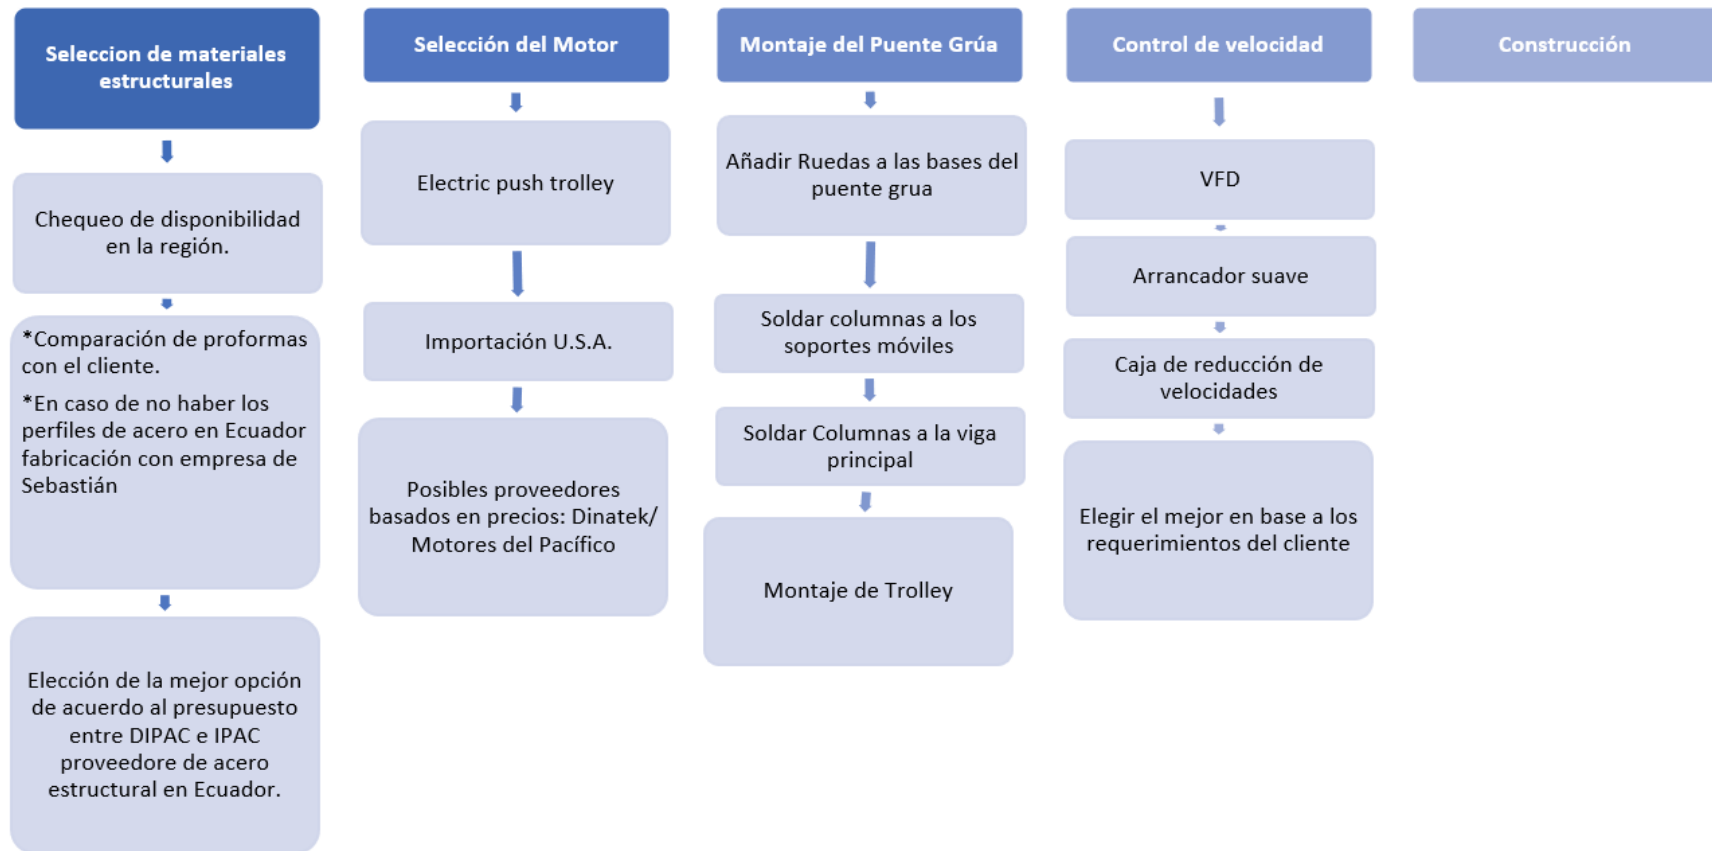 Seleccion de materiales
estructurales
Chequeo de disponibilidad
en la región.
*Comparación de proformas
con el cliente.
*En caso de no haber los
perfiles de acero en Ecuador
fabricación con empresa de
Sebastián
Elección de la mejor opción
de acuerdo al presupuesto
entre DIPAC e IPAC
proveedore de acero
estructural en Ecuador.
Selección del Motor
Electric push trolley
Importación U.S.A.
Posibles proveedores
basados en precios: Dinatek/
Motores del Pacífico
Montaje del Puente Grúa
Añadir Ruedas a las bases del
puente grua
Soldar columnas a los
soportes móviles
Soldar Columnas a la viga
principal
Montaje de Trolley
Control de velocidad
VFD
Arrancador suave
Caja de reducción de
velocidades
Elegir el mejor en base a los
requerimientos del cliente
Construcción